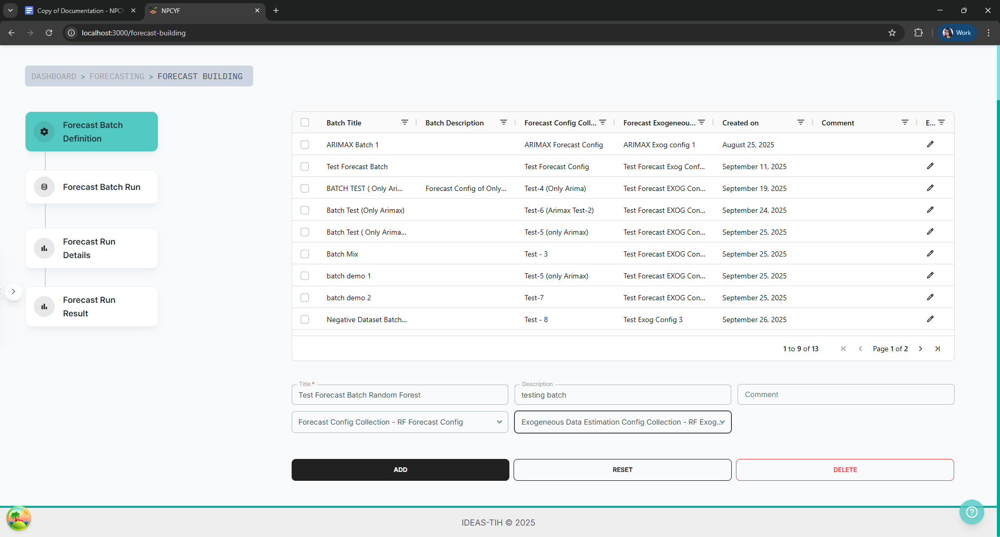 Copy of Documentation - NPCY
NPCYF
localhost:3000/forecast-building
Work
DASHBOARD > FORECASTING > FORECAST BUILDING
Forecast Batch
Definition
Forecast Batch Run
Forecast Run
Details
Forecast Run
Result
Batch Title Batch Description Forecast Config Coll... Forecast Exogeneou... Created on Comment E...
ARIMAX Batch 1 ARIMAX Forecast Config ARIMAX Exog config 1 August 25, 2025
Test Forecast Batch Test Forecast Config Test Forecast Exog Conf... September 11, 2025
BATCH TEST ( Only Ari... Forecast Config of Only... Test-4 (Only Arima) Test Forecast EXOG Con... September 19, 2025
Batch Test (Only Arimax) Test-6 (Arimax Test-2) Test Forecast EXOG Con... September 24, 2025
Batch Test ( Only Arima... Test-5 (only Arimax) Test Forecast EXOG Con... September 25, 2025
Batch Mix Test - 3 Test Forecast EXOG Con... September 25, 2025
batch demo 1 Test-5 (only Arimax) Test Forecast EXOG Con... September 25, 2025
batch demo 2 Test-7 Test Forecast EXOG Con... September 25, 2025
Negative Dataset Batch... Test - 8 Test Exog Config 3 September 26, 2025
1 to 9 of 13 Page 1 of 2
Title * Description
Test Forecast Batch Random Forest testing batch Comment
Forecast Config Collection - RF Forecast Config Exogeneous Data Estimation Config Collection - RF Exog...
ADD RESET DELETE
IDEAS-TIH © 2025